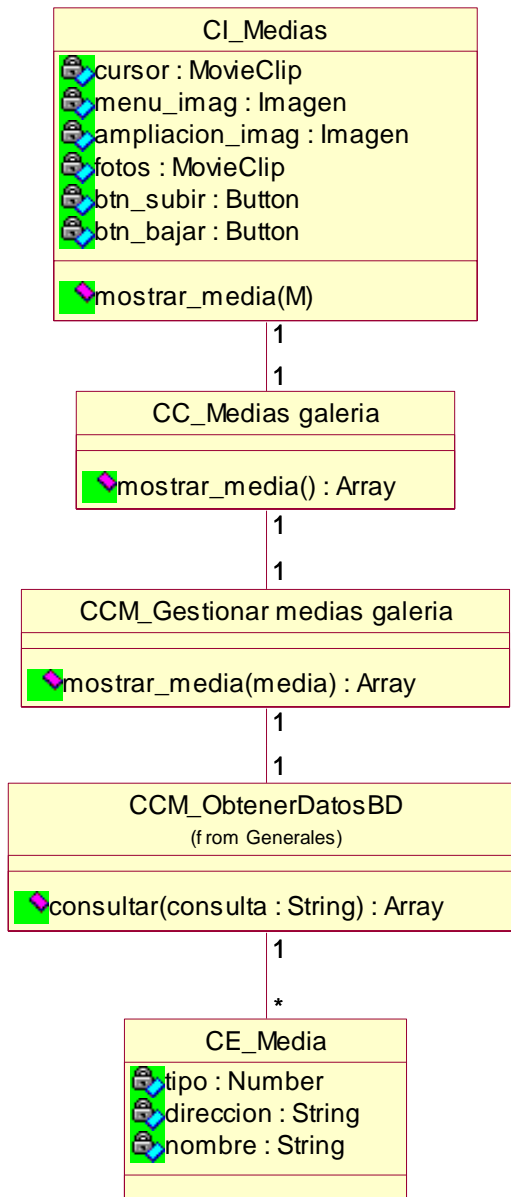 CI_Medias
cursor : MovieClip
menu_imag : Imagen
ampliacion_imag : Imagen
fotos : MovieClip
btn_subir : Button
btn_bajar : Button
mostrar_media(M)
1
1
CC_Medias galeria
mostrar_media() : Array
1
1
CCM_Gestionar medias galeria
mostrar_media(media) : Array
1
1
CCM_ObtenerDatosBD
(from Generales)
consultar(consulta : String) : Array
1
*
CE_Media
tipo : Number
direccion : String
nombre : String